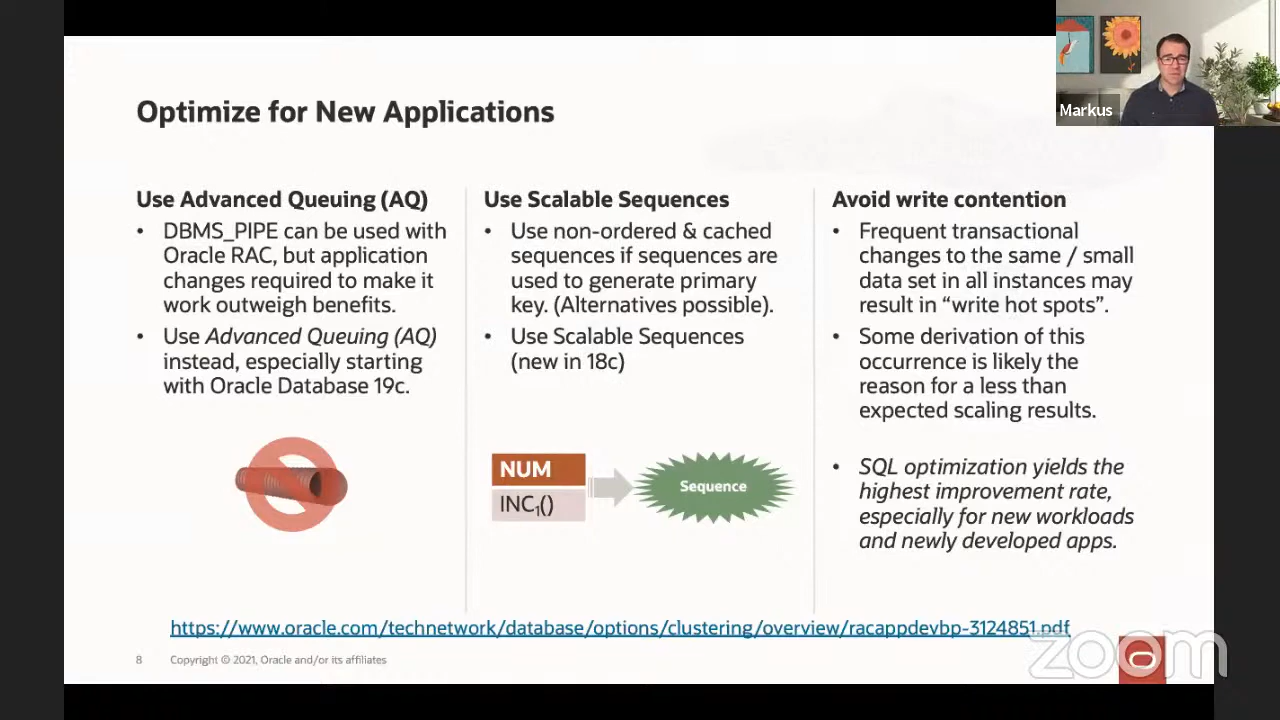 Markus
Optimize for New Applications
Use Advanced Queuing (AQ)
• DBMS_PIPE can be used with
Oracle RAC, but application
changes required to make it
work outweigh benefits.
• Use Advanced Queuing (AQ)
instead, especially starting
with Oracle Database 19c.
Use Scalable Sequences
• Use non-ordered & cached
sequences if sequences are
used to generate primary
key. (Alternatives possible).
• Use Scalable Sequences
(new in 18c)
NUM
INC₁()
Sequence
Avoid write contention
• Frequent transactional
changes to the same / small
data set in all instances may
result in “write hot spots”.
• Some derivation of this
occurrence is likely the
reason for a less than
expected scaling results.
• SQL optimization yields the
highest improvement rate,
especially for new workloads
and newly developed apps.
https://www.oracle.com/technetwork/database/options/clustering/overview/racappdevbp-3124851.pdf
8 Copyright © 2021, Oracle and/or its affiliates
zoom